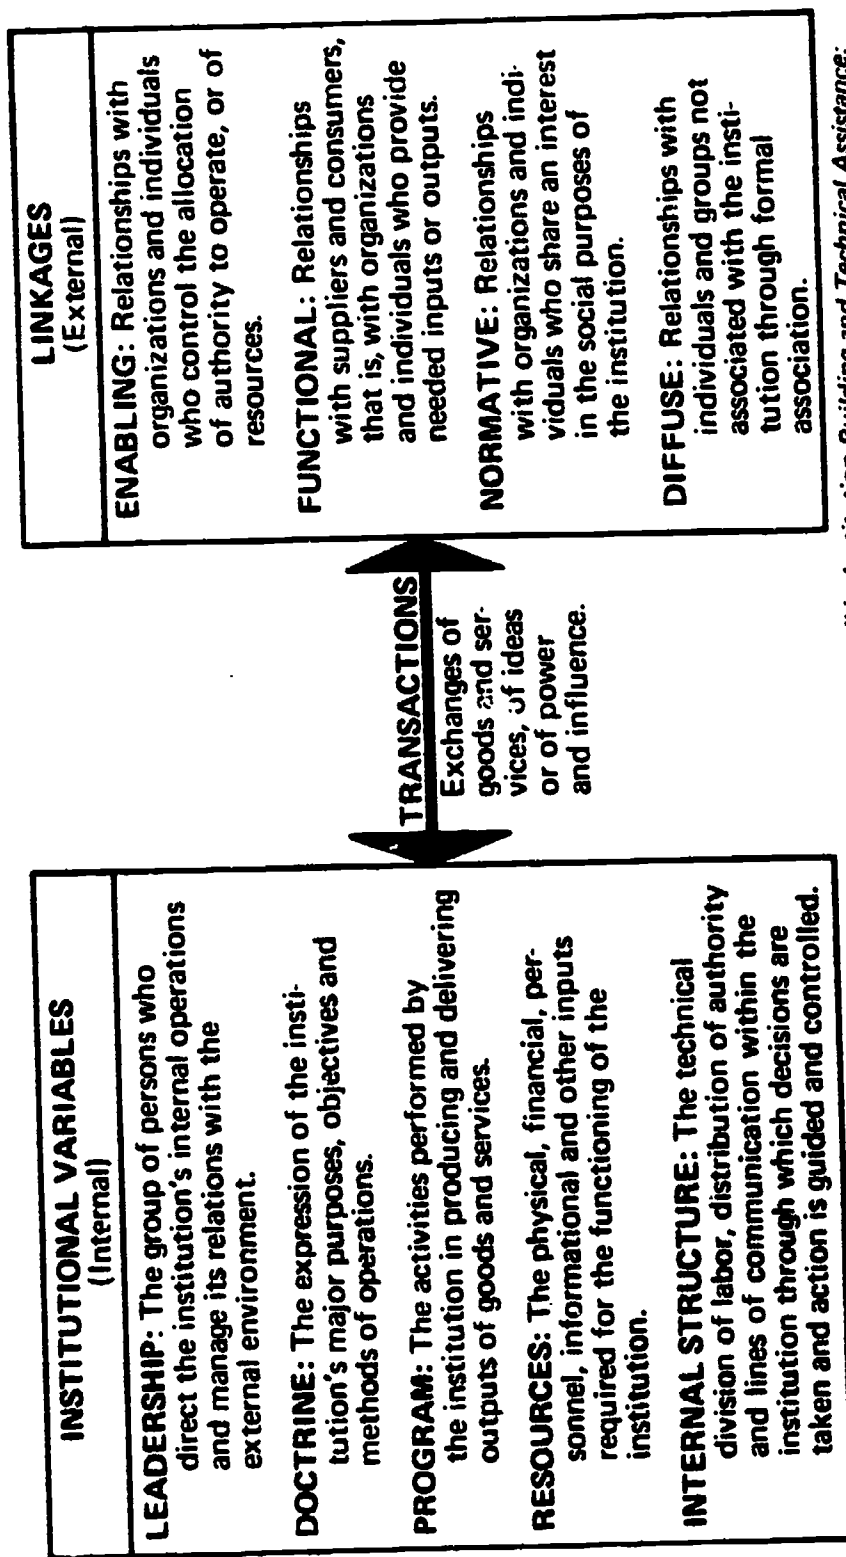 INSTITUTIONAL VARIABLES
(Internal)
LEADERSHIP: The group of persons who
direct the institution's internal operations
and manage its relations with the
external environment.
DOCTRINE: The expression of the insti-
tution's major purposes, objectives and
methods of operations.
PROGRAM: The activities performed by
the institution in producing and delivering
outputs of goods and services.
RESOURCES: The physical, financial, per-
sonnel, informational and other inputs
required for the functioning of the
institution.
INTERNAL STRUCTURE: The technical
division of labor, distribution of authority
and lines of communication within the
institution through which decisions are
taken and action is guided and controlled.
TRANSACTIONS
Exchanges of
goods and ser-
vices, of ideas
or of power
and influence.
LINKAGES
(External)
ENABLING: Relationships with
organizations and individuals
who control the allocation
of authority to operate, or of
resources.
FUNCTIONAL: Relationships
with suppliers and consumers,
that is, with organizations
and individuals who provide
needed inputs or outputs.
NORMATIVE: Relationships
with organizations and indi-
viduals who share an interest
in the social purposes of
the institution.
DIFFUSE: Relationships with
individuals and groups not
associated with the insti-
tution through formal
association.
Building and Technical Assistance: